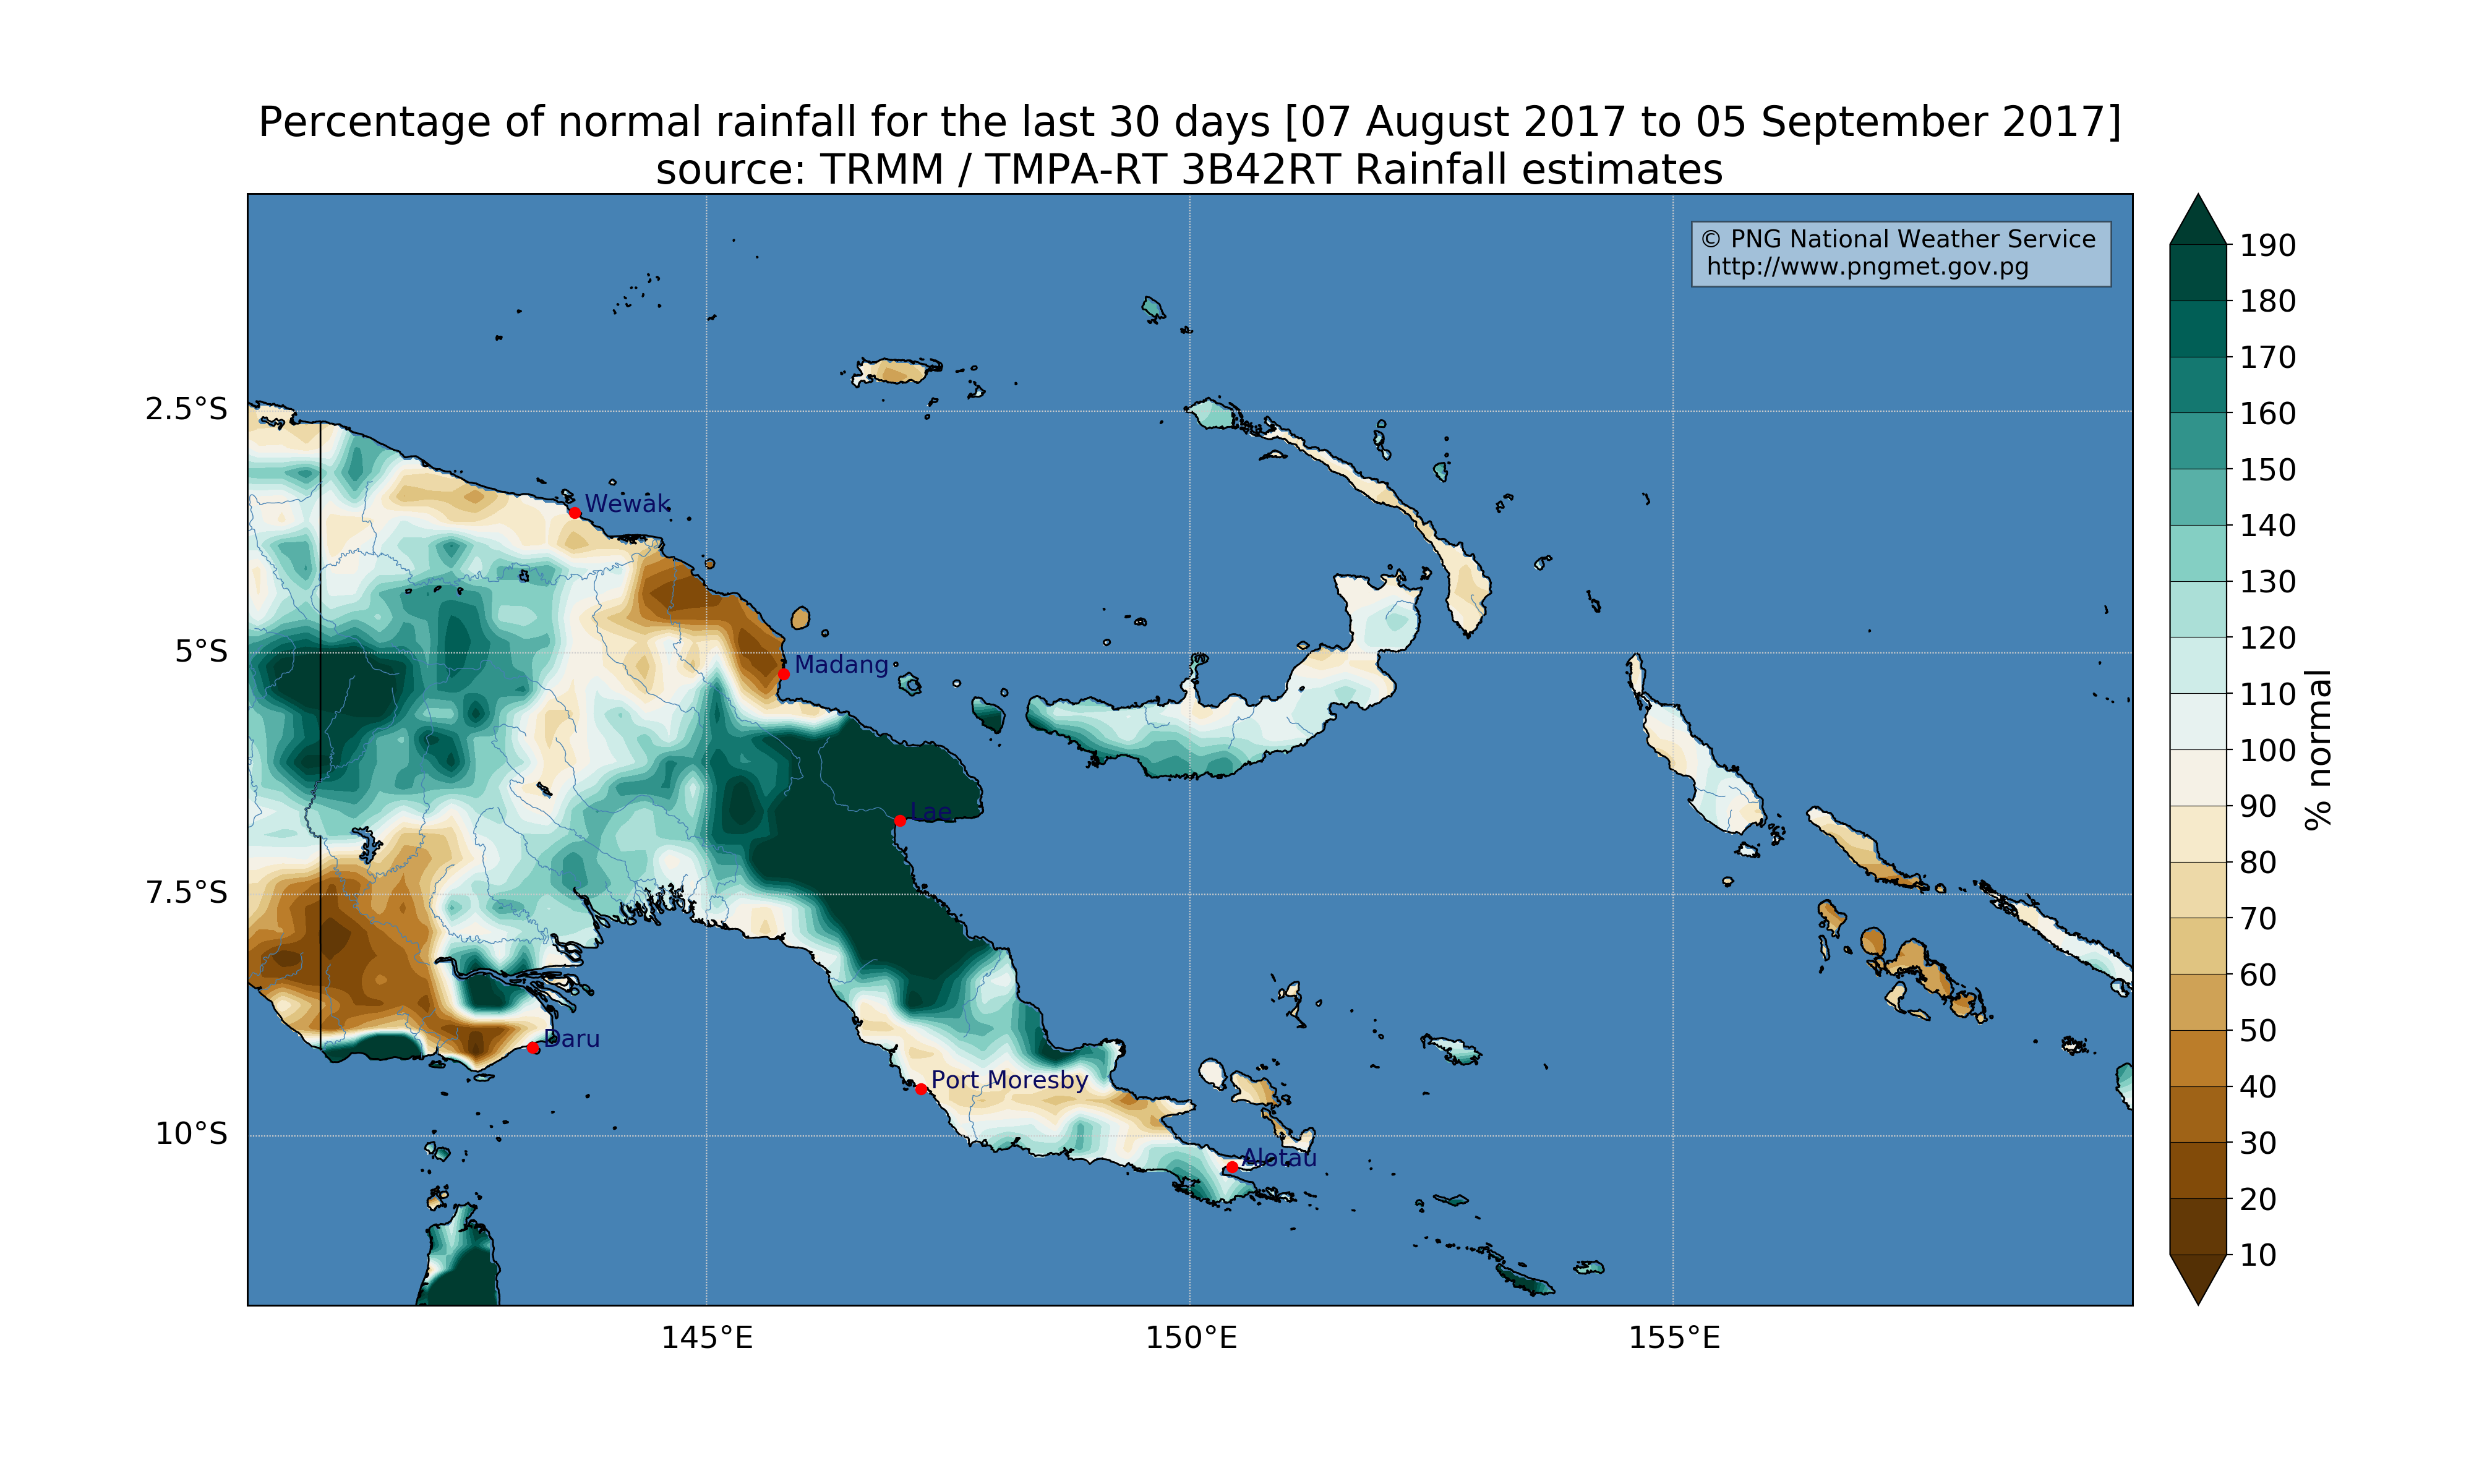 Percentage of normal rainfall for the last 30 days [07 August 2017 to 05 September 2017]
source: TRMM / TMPA-RT 3B42RT Rainfall estimates
© PNG National Weather Service
http://www.pngmet.gov.pg
2.5°S
5°S
7.5°S
10°S
Wewak
Madang
Lae
Daru
Port Moresby
Alotau
145°E
150°E
155°E
190
180
170
160
150
140
130
120
110
100
90
80
70
60
50
40
30
20
10
% normal